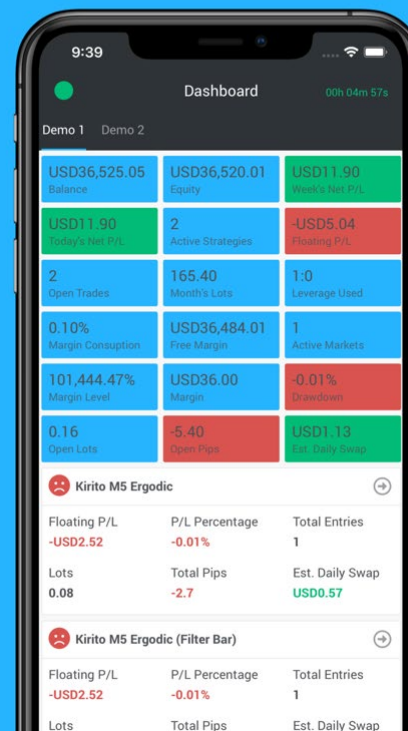 9:39
Dashboard
00h 04m 57s
Demo 1 Demo 2
USD36,525.05 USD36,520.01 USD11.90
Balance Equity Week's Net P/L
USD11.90 2 -USD5.04
Today's Net P/L Active Strategies Floating P/L
2 165.40 1:0
Open Trades Month's Lots Leverage Used
0.10% USD36,484.01 1
Margin Consuption Free Margin Active Markets
101,444.47% USD36.00 -0.01%
Margin Level Margin Drawdown
0.16 -5.40 USD1.13
Open Lots Open Pips Est. Daily Swap
Kirito M5 Ergodic
Floating P/L P/L Percentage Total Entries
-USD2.52 -0.01% 1
Lots Total Pips Est. Daily Swap
0.08 -2.7 USD0.57
Kirito M5 Ergodic (Filter Bar)
Floating P/L P/L Percentage Total Entries
-USD2.52 -0.01% 1
Lots Total Pips Est. Daily Swap